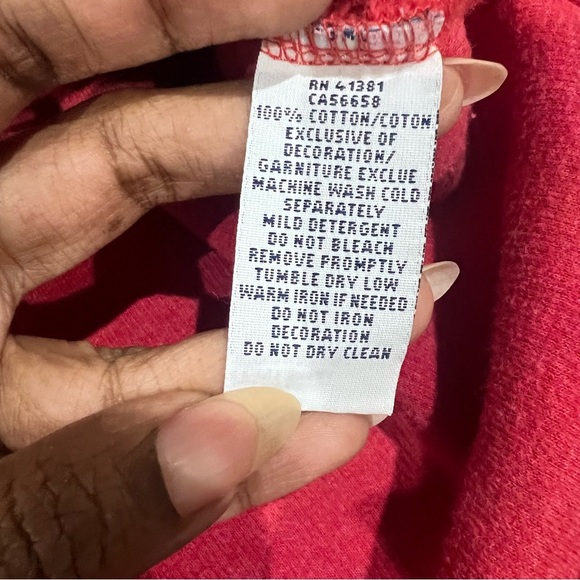 RN 41381
CA56658
100% COTTON/COTON
EXCLUSIVE OF
DECORATION/
GARNITURE EXCLUE
MACHINE WASH COLD
SEPARATELY
MILD DETERGENT
DO NOT BLEACH
REMOVE PROMPTLY
TUMBLE DRY LOW
WARM IRON IF NEEDED
DO NOT IRON
DECORATION
DO NOT DRY CLEAN